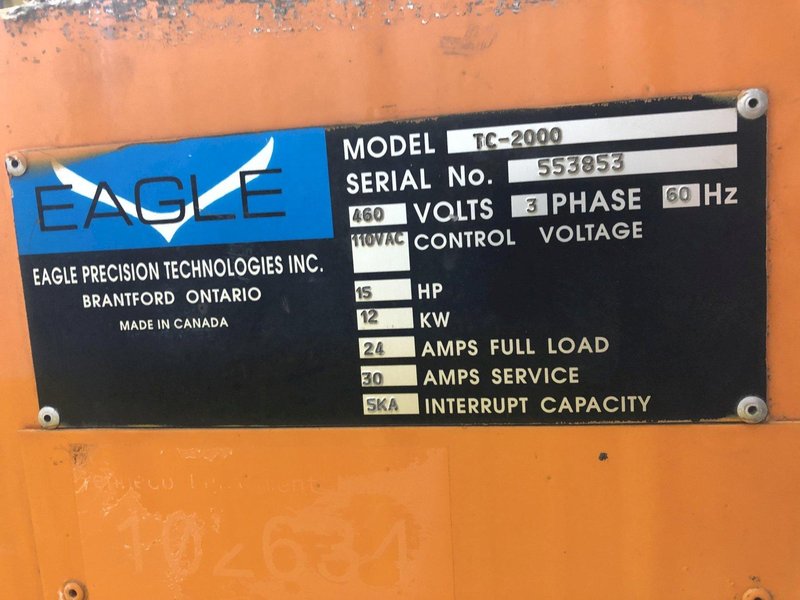 EAGLE
EAGLE PRECISION TECHNOLOGIES INC.
BRANTFORD ONTARIO
MADE IN CANADA
MODEL TC-2000
SERIAL No. 553853
460 VOLTS 3 PHASE 60 Hz
110VAC CONTROL VOLTAGE
15 HP
12 KW
24 AMPS FULL LOAD
30 AMPS SERVICE
5KA INTERRUPT CAPACITY
102631